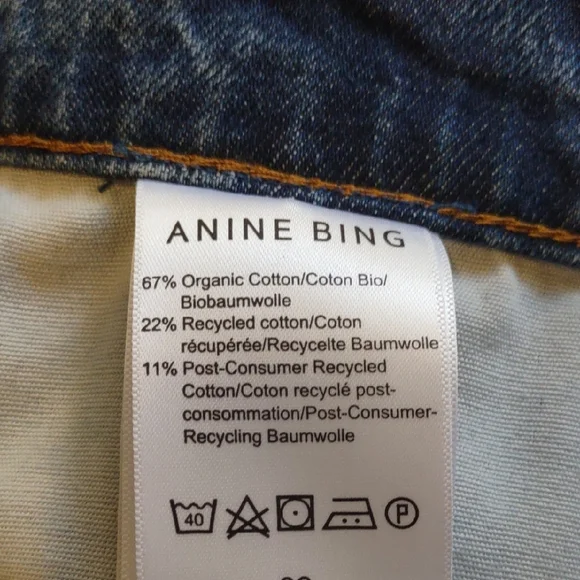 ANINE BING
67% Organic Cotton/Coton Bio/
Biobaumwolle
22% Recycled cotton/Coton
récupérée/Recycelte Baumwolle
11% Post-Consumer Recycled
Cotton/Coton recyclé post-
consommation/Post-Consumer-
Recycling Baumwolle
40 P